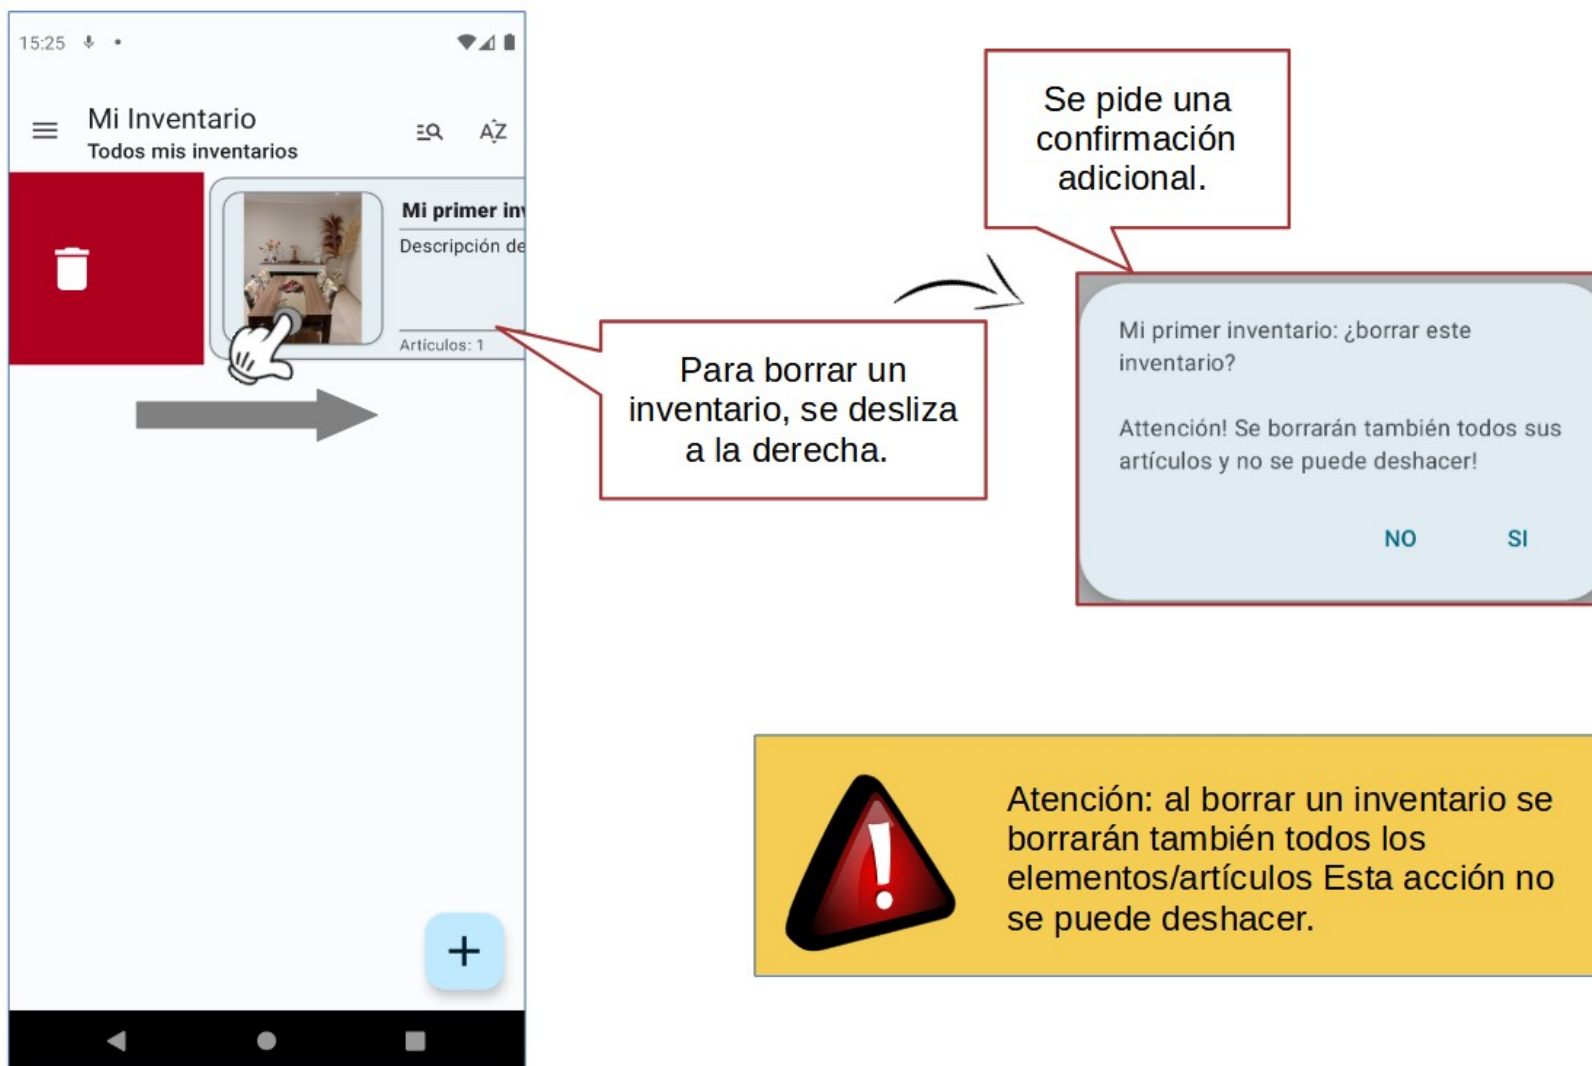 15:25
Mi Inventario
Todos mis inventarios
AZ
Mi primer inv
Descripción de
Artículos: 1
Para borrar un
inventario, se desliza
a la derecha.
Se pide una
confirmación
adicional.
Mi primer inventario: ¿borrar este
inventario?
Attención! Se borrarán también todos sus
artículos y no se puede deshacer!
NO SI
Atención: al borrar un inventario se
borrarán también todos los
elementos/artículos Esta acción no
se puede deshacer.